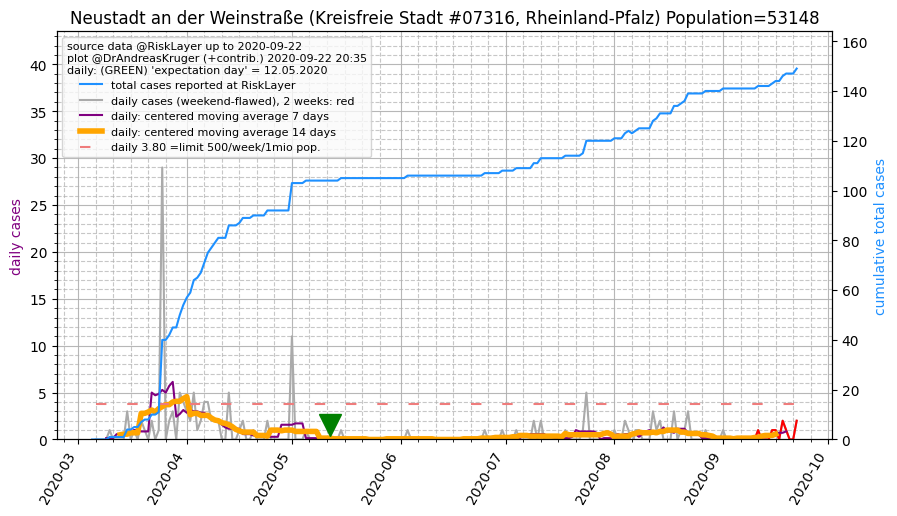 Neustadt an der Weinstraße (Kreisfreie Stadt #07316, Rheinland-Pfalz) Population=53148
source data @RiskLayer up to 2020-09-22
plot @DrAndreasKruger (+contrib.) 2020-09-22 20:35
daily: (GREEN) 'expectation day' = 12.05.2020
total cases reported at RiskLayer
daily cases (weekend-flawed), 2 weeks: red
daily: centered moving average 7 days
daily: centered moving average 14 days
daily 3.80 =limit 500/week/1mio pop.
daily cases
40
35
30
25
20
15
10
5
0
cumulative total cases
160
140
120
100
80
60
40
20
0
2020-03
2020-04
2020-05
2020-06
2020-07
2020-08
2020-09
2020-10